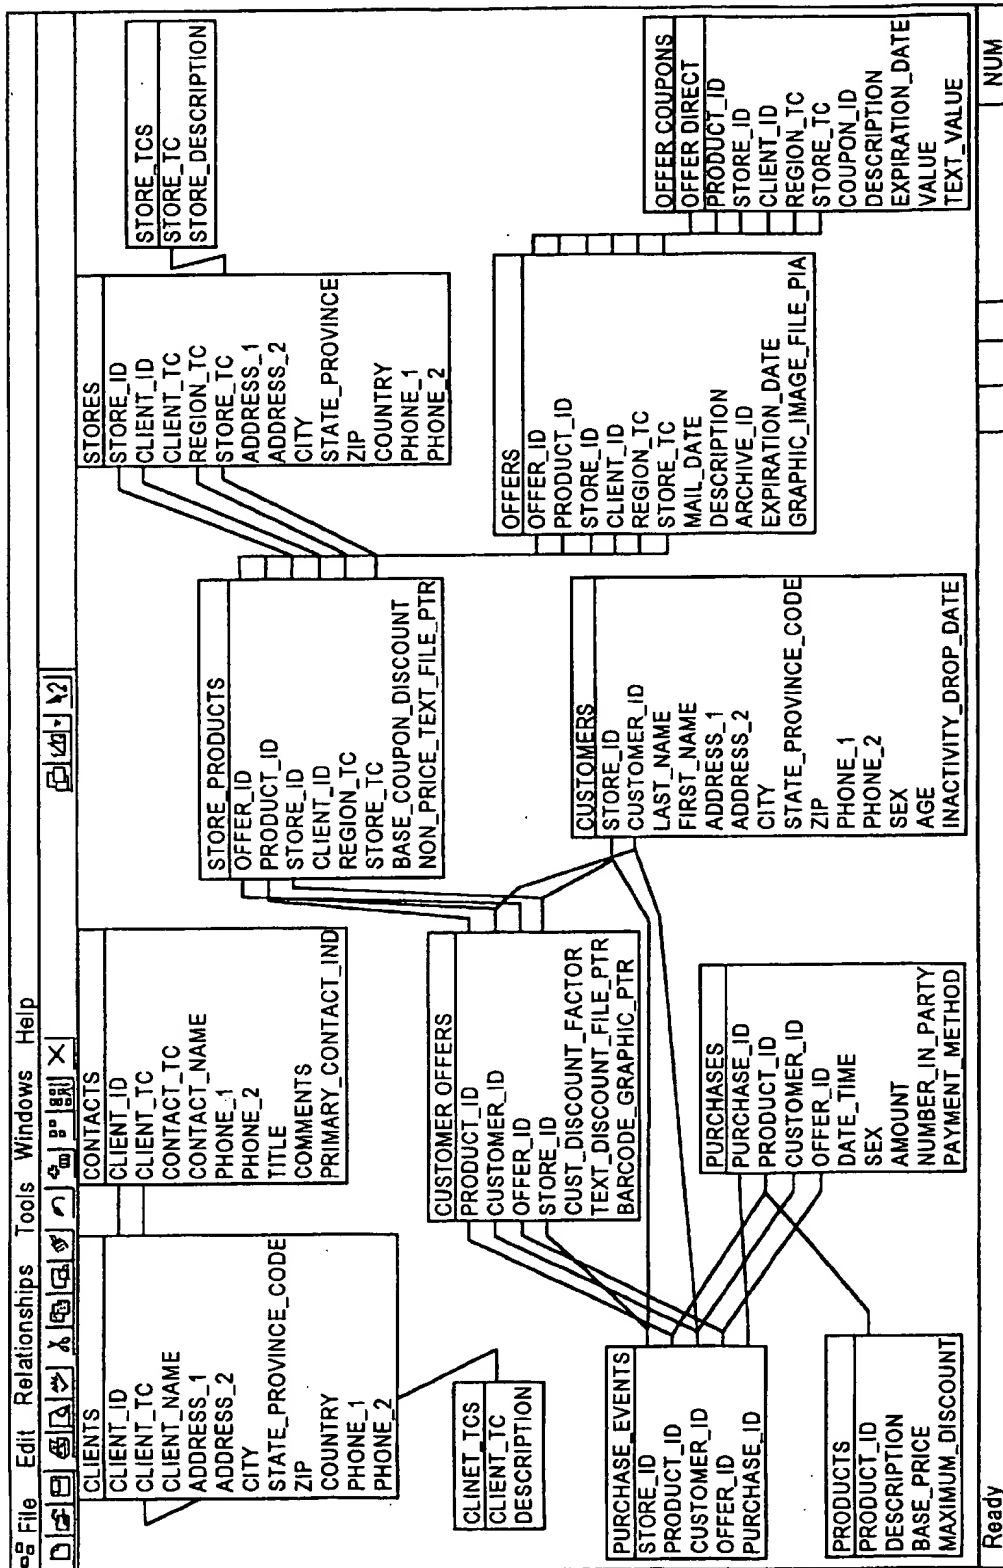 File Edit Relationships Tools Windows Help
CLIENTS
CLIENT_ID
CLIENT_TC
CLIENT_NAME
ADDRESS_1
ADDRESS_2
CITY
STATE_PROVINCE_CODE
ZIP
COUNTRY
PHONE_1
PHONE_2
CONTACTS
CLIENT_ID
CLIENT_TC
CONTACT_TC
CONTACT_NAME
PHONE_1
PHONE_2
TITLE
COMMENTS
PRIMARY_CONTACT_IND
STORE_PRODUCTS
OFFER_ID
PRODUCT_ID
STORE_ID
CLIENT_ID
REGION_TC
STORE_TC
BASE_COUPON_DISCOUNT
NON_PRICE_TEXT_FILE_PTR
STORES
STORE_ID
CLIENT_ID
CLIENT_TC
REGION_TC
STORE_TC
ADDRESS_1
ADDRESS_2
CITY
STATE_PROVINCE
ZIP
COUNTRY
PHONE_1
PHONE_2
STORE_TCS
STORE_TC
STORE_DESCRIPTION
CLINET_TCS
CLIENT_TC
DESCRIPTION
CUSTOMER OFFERS
PRODUCT_ID
CUSTOMER_ID
OFFER_ID
STORE_ID
CUST_DISCOUNT_FACTOR
TEXT_DISCOUNT_FILE_PTR
BARCODE_GRAPHIC_PTR
CUSTOMERS
STORE_ID
CUSTOMER_ID
LAST_NAME
FIRST_NAME
ADDRESS_1
ADDRESS_2
CITY
STATE_PROVINCE_CODE
ZIP
PHONE_1
PHONE_2
SEX
AGE
INACTIVITY_DROP_DATE
OFFERS
OFFER_ID
PRODUCT_ID
STORE_ID
CLIENT_ID
REGION_TC
STORE_TC
MAIL_DATE
DESCRIPTION
ARCHIVE_ID
EXPIRATION_DATE
GRAPHIC_IMAGE_FILE_PIA
OFFER COUPONS
OFFER DIRECT
PRODUCT_ID
STORE_ID
CLIENT_ID
REGION_TC
STORE_TC
COUPON_ID
DESCRIPTION
EXPIRATION_DATE
VALUE
TEXT_VALUE
PURCHASE_EVENTS
STORE_ID
PRODUCT_ID
CUSTOMER_ID
OFFER_ID
PURCHASE_ID
PURCHASES
PURCHASE_ID
PRODUCT_ID
CUSTOMER_ID
OFFER_ID
DATE_TIME
SEX
AMOUNT
NUMBER_IN_PARTY
PAYMENT_METHOD
PRODUCTS
PRODUCT_ID
DESCRIPTION
BASE_PRICE
MAXIMUM_DISCOUNT
Ready
NUM